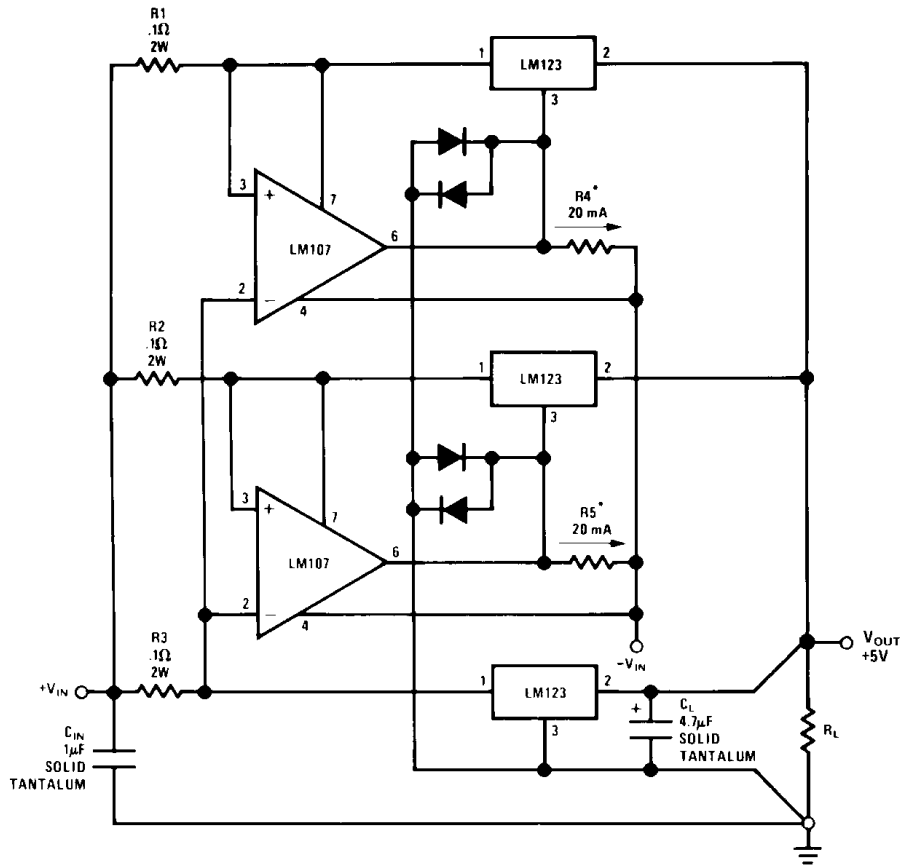 R1
.1Ω
2W
1
LM123
2
3
3
+
7
R4*
20 mA
LM107
6
2
−
4
R2
.1Ω
2W
1
LM123
2
3
3
+
7
R5*
20 mA
LM107
6
2
−
4
R3
.1Ω
2W
−VIN
VOUT
+5V
+VIN
1
LM123
2
3
+
CL
4.7μF
SOLID
TANTALUM
RL
CIN
1μF
SOLID
TANTALUM